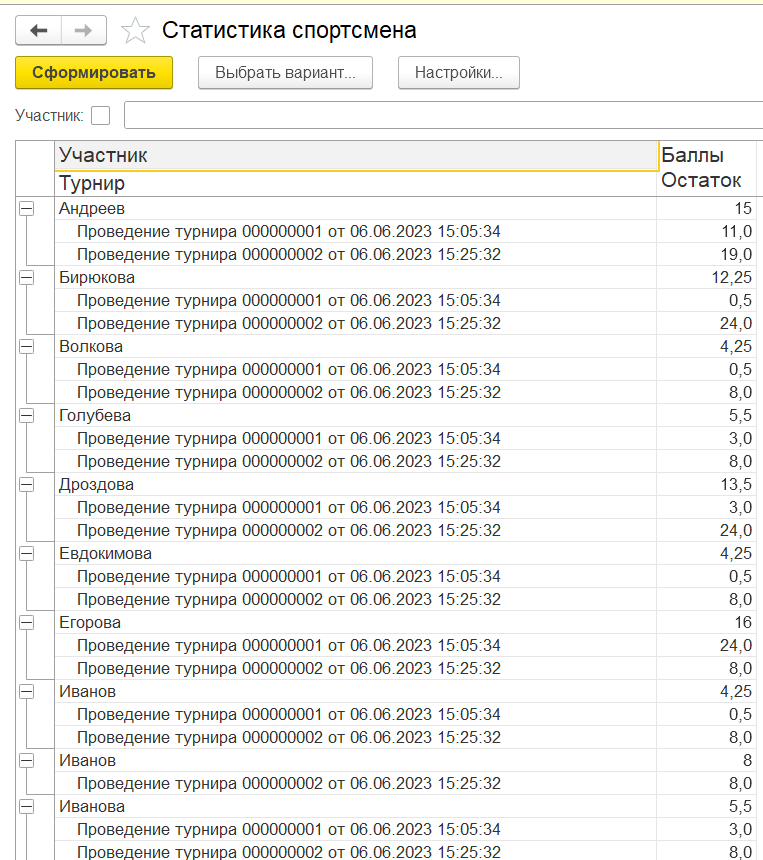 Статистика спортсмена
Сформировать Выбрать вариант... Настройки...
Участник:
Участник Баллы
Турнир Остаток
Андреев 15
Проведение турнира 000000001 от 06.06.2023 15:05:34 11,0
Проведение турнира 000000002 от 06.06.2023 15:25:32 19,0
Бирюкова 12,25
Проведение турнира 000000001 от 06.06.2023 15:05:34 0,5
Проведение турнира 000000002 от 06.06.2023 15:25:32 24,0
Волкова 4,25
Проведение турнира 000000001 от 06.06.2023 15:05:34 0,5
Проведение турнира 000000002 от 06.06.2023 15:25:32 8,0
Голубева 5,5
Проведение турнира 000000001 от 06.06.2023 15:05:34 3,0
Проведение турнира 000000002 от 06.06.2023 15:25:32 8,0
Дроздова 13,5
Проведение турнира 000000001 от 06.06.2023 15:05:34 3,0
Проведение турнира 000000002 от 06.06.2023 15:25:32 24,0
Евдокимова 4,25
Проведение турнира 000000001 от 06.06.2023 15:05:34 0,5
Проведение турнира 000000002 от 06.06.2023 15:25:32 8,0
Егорова 16
Проведение турнира 000000001 от 06.06.2023 15:05:34 24,0
Проведение турнира 000000002 от 06.06.2023 15:25:32 8,0
Иванов 4,25
Проведение турнира 000000001 от 06.06.2023 15:05:34 0,5
Проведение турнира 000000002 от 06.06.2023 15:25:32 8,0
Иванов 8
Проведение турнира 000000002 от 06.06.2023 15:25:32 8,0
Иванова 5,5
Проведение турнира 000000001 от 06.06.2023 15:05:34 3,0
Проведение турнира 000000002 от 06.06.2023 15:25:32 8,0